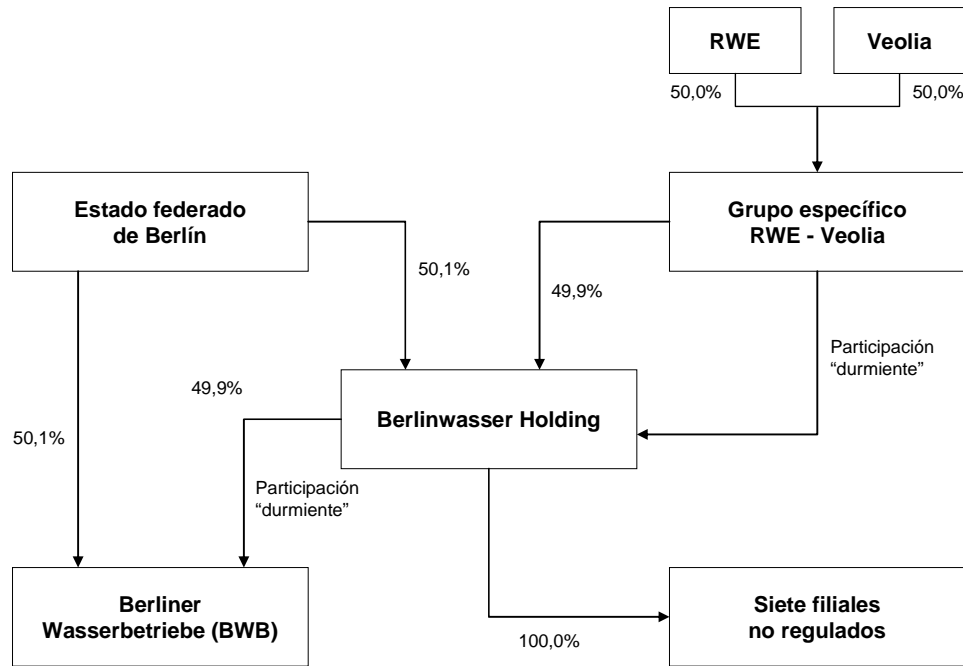 RWE
Veolia
50,0%
50,0%
Estado federado
de Berlín
Grupo específico
RWE - Veolia
50,1%
49,9%
Participación
“durmiente”
49,9%
Berlinwasser Holding
50,1%
Participación
“durmiente”
Berliner
Wasserbetriebe (BWB)
Siete filiales
no regulados
100,0%